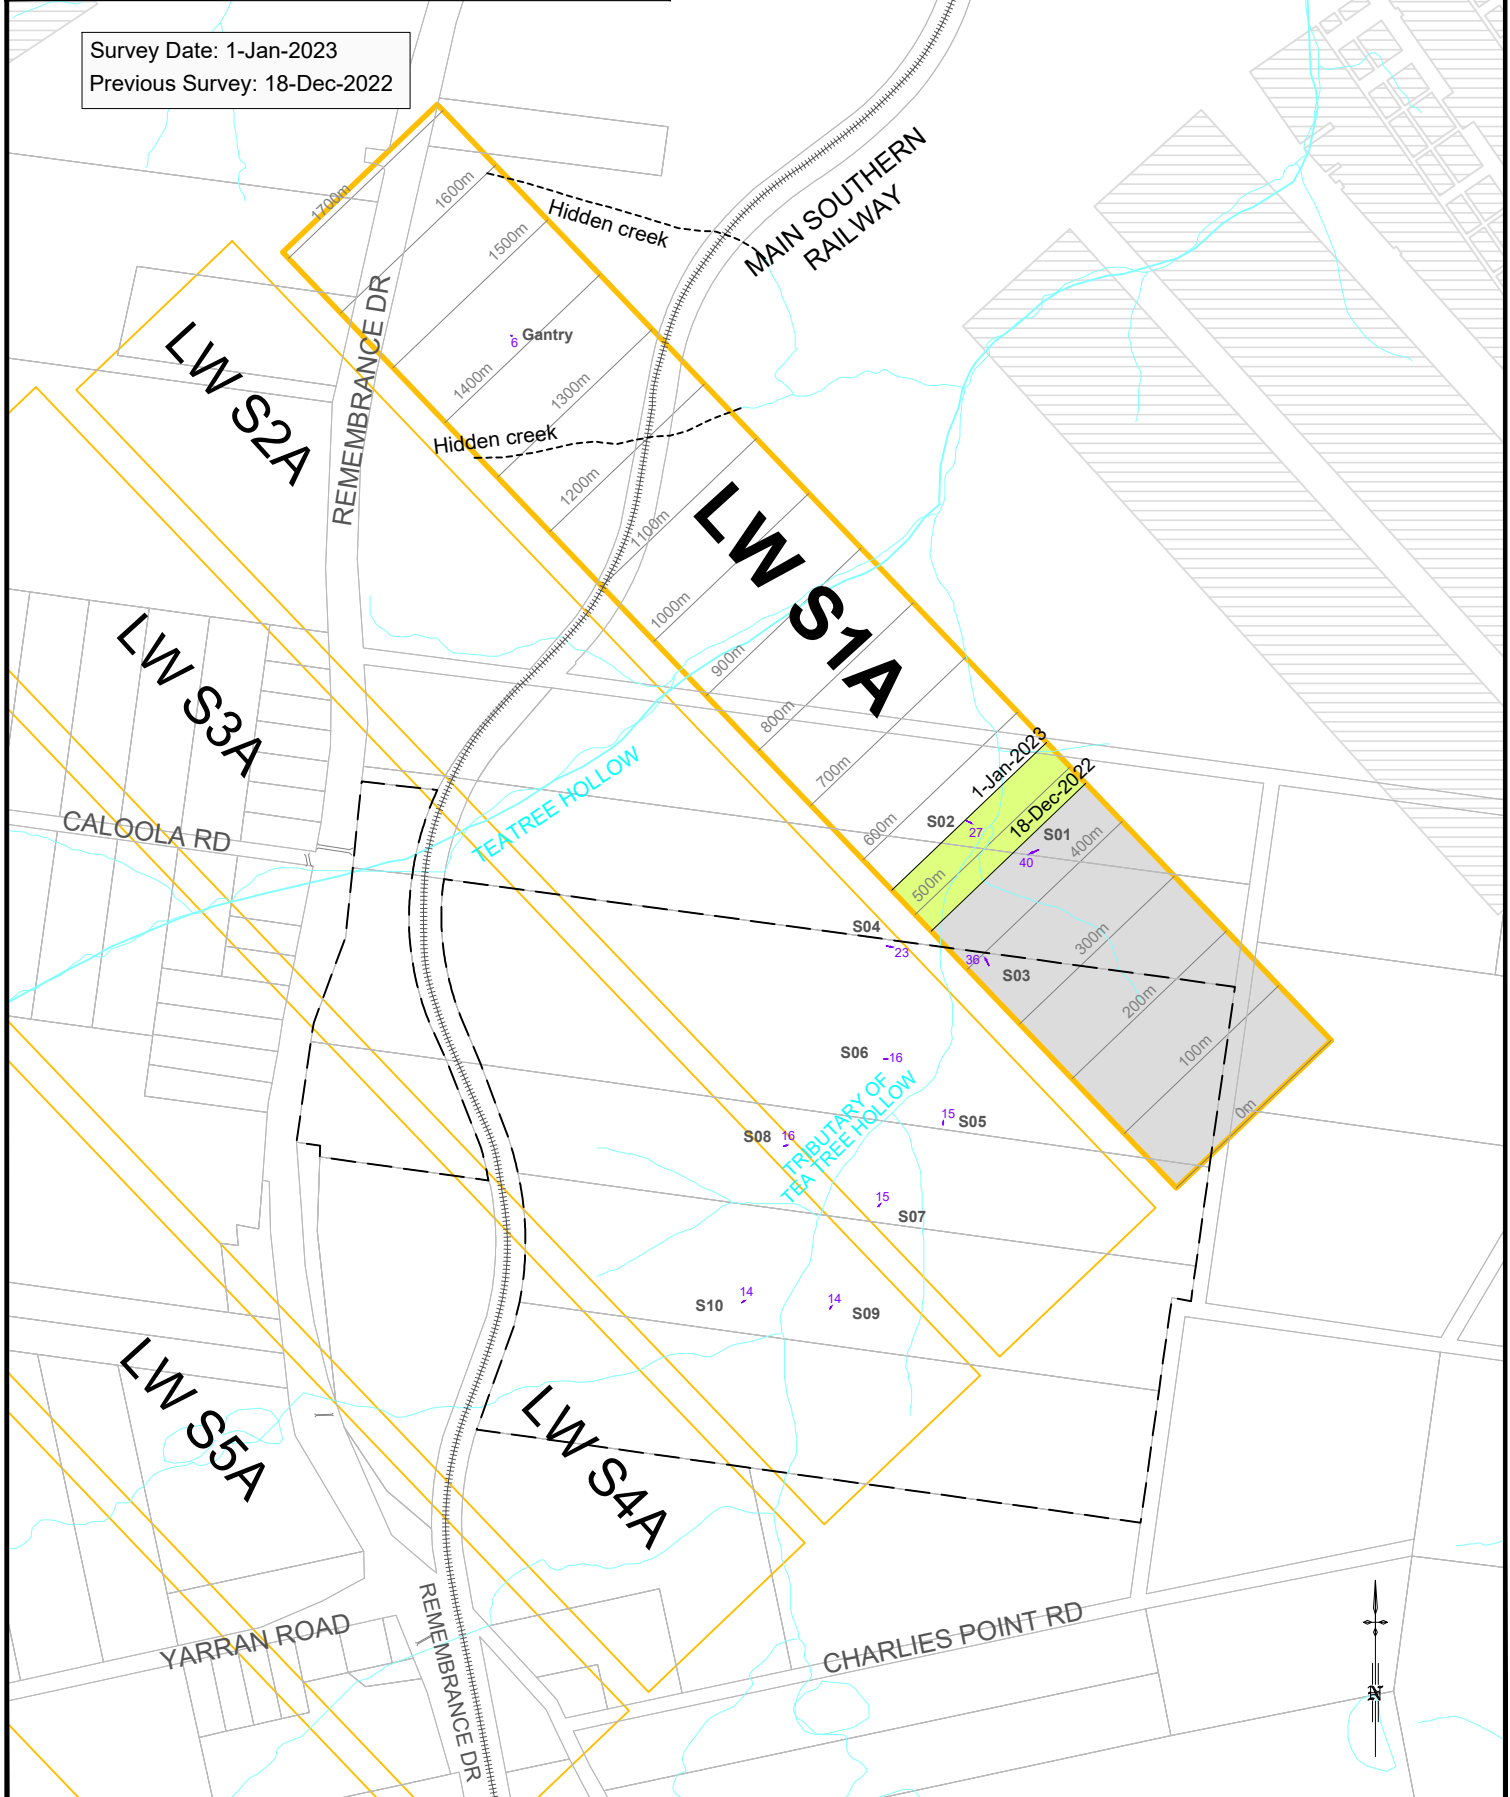 Survey Date: 1-Jan-2023
Previous Survey: 18-Dec-2022
1700m
1600m
1500m
Hidden creek
MAIN SOUTHERN
RAILWAY
6
Gantry
REMEMBRANCE DR
LW S2A
1400m
1300m
Hidden creek
1200m
1100m
LW S1A
1000m
900m
LW S3A
800m
700m
1-Jan-2023
18-Dec-2022
TEATREE HOLLOW
CALOOLA RD
600m
S02
27
S01
40
400m
500m
S04
23
36
S03
300m
200m
S06
16
100m
TRIBUTARY OF
TEA TREE HOLLOW
15
S05
0m
S08
16
15
S07
14
S10
14
S09
LW S5A
LW S4A
REMEMBRANCE DR
YARRAN ROAD
CHARLIES POINT RD
N